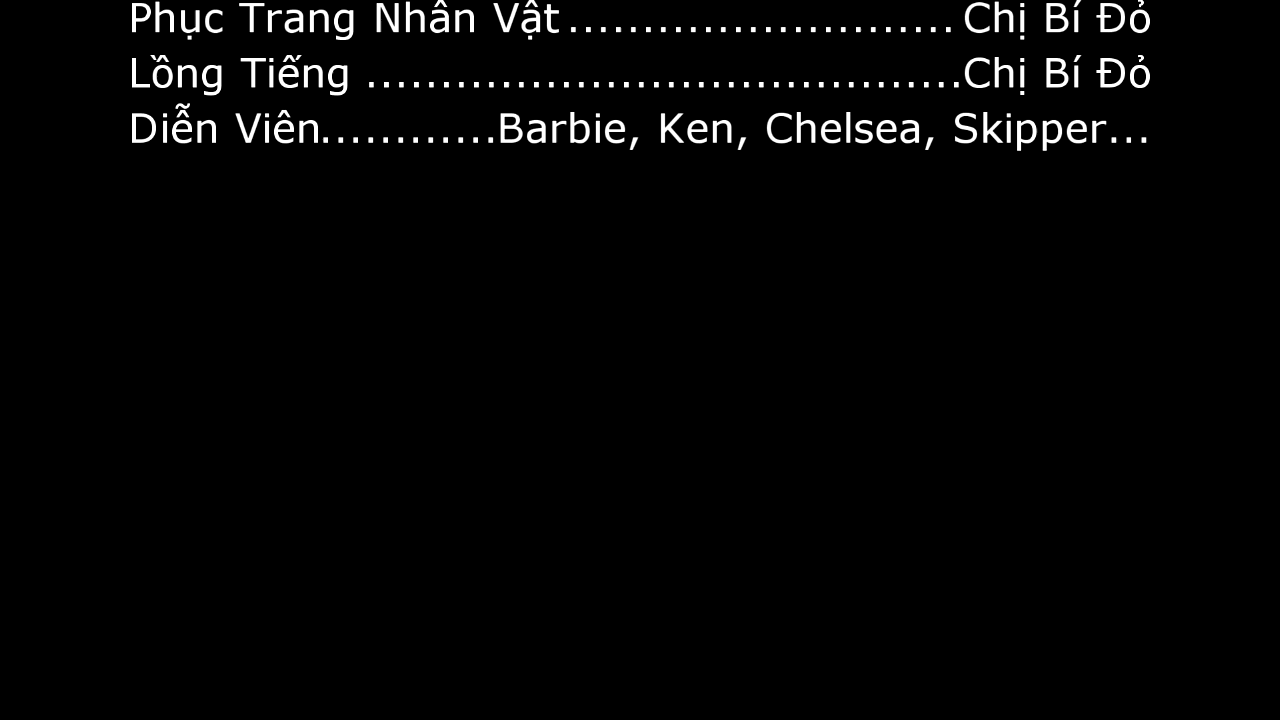 Phục Trang Nhân Vật.......................... Chị Bí Đỏ
Lồng Tiếng ........................................Chị Bí Đỏ
Diễn Viên............Barbie, Ken, Chelsea, Skipper...